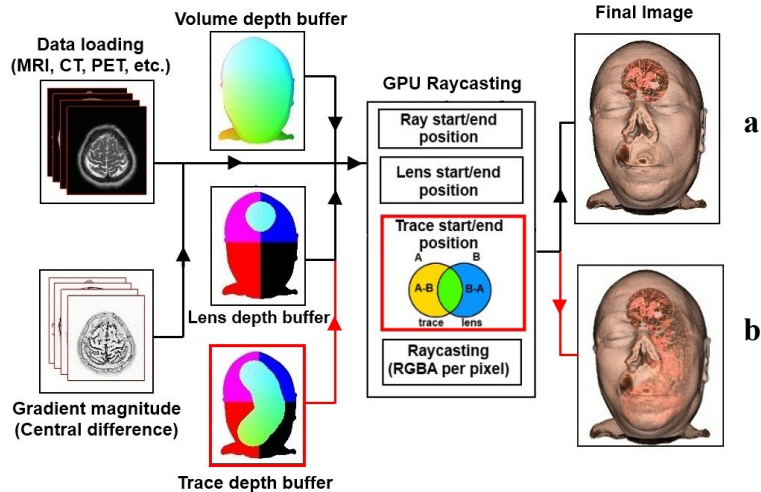 Volume depth buffer
Data loading
(MRI, CT, PET, etc.)
Gradient magnitude
(Central difference)
Lens depth buffer
Trace depth buffer
GPU Raycasting
Ray start/end
position
Lens start/end
position
Trace start/end
position
A
B
A-B
B-A
trace
lens
Raycasting
(RGBA per pixel)
Final Image
a
b